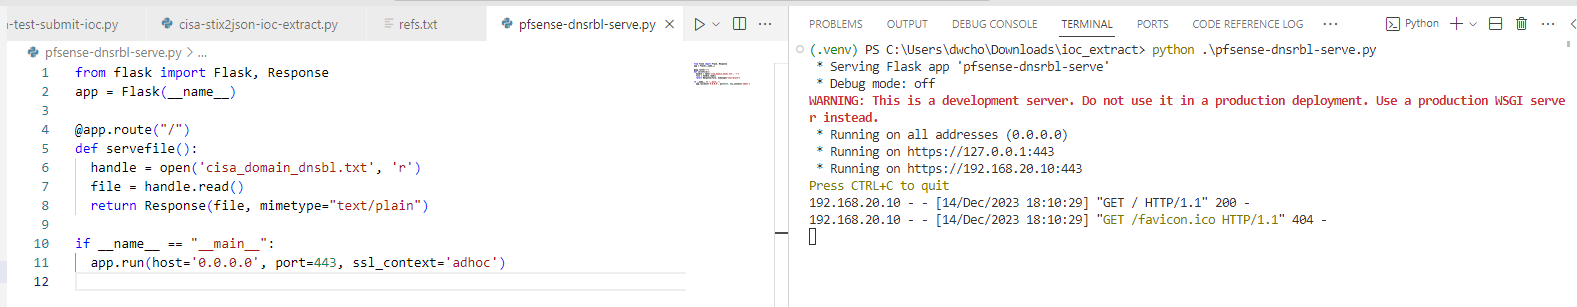 -test-submit-ioc.py
cisa-stix2json-ioc-extract.py
refs.txt
pfsense-dnsrbl-serve.py
pfsense-dnsrbl-serve.py > ...
1 from flask import Flask, Response
2 app = Flask(__name__)
3
4 @app.route("/")
5 def servefile():
6 handle = open('cisa_domain_dnsbl.txt', 'r')
7 file = handle.read()
8 return Response(file, mimetype="text/plain")
9
10 if __name__ == "__main__":
11 app.run(host='0.0.0.0', port=443, ssl_context='adhoc')
12
PROBLEMS OUTPUT DEBUG CONSOLE TERMINAL PORTS CODE REFERENCE LOG ··· Python
(.venv) PS C:\Users\dwcho\Downloads\ioc_extract> python .\pfsense-dnsrbl-serve.py
* Serving Flask app 'pfsense-dnsrbl-serve'
* Debug mode: off
WARNING: This is a development server. Do not use it in a production deployment. Use a production WSGI serve
r instead.
* Running on all addresses (0.0.0.0)
* Running on https://127.0.0.1:443
* Running on https://192.168.20.10:443
Press CTRL+C to quit
192.168.20.10 - - [14/Dec/2023 18:10:29] "GET / HTTP/1.1" 200 -
192.168.20.10 - - [14/Dec/2023 18:10:29] "GET /favicon.ico HTTP/1.1" 404 -